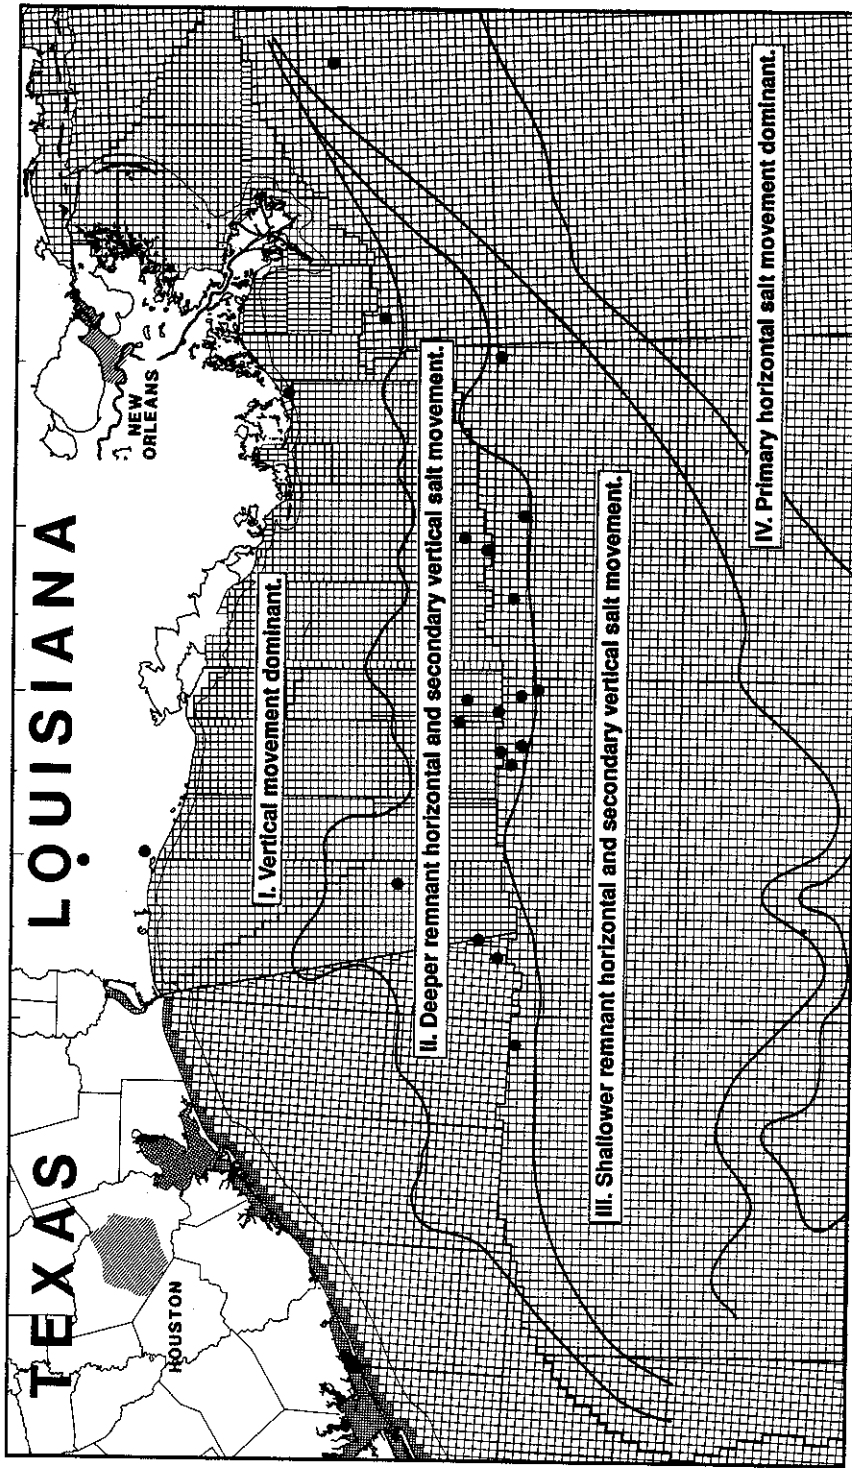 TEXAS
LOUISIANA
HOUSTON
NEW
ORLEANS
I. Vertical movement dominant.
II. Deeper remnant horizontal and secondary vertical salt movement.
III. Shallower remnant horizontal and secondary vertical salt movement.
IV. Primary horizontal salt movement dominant.